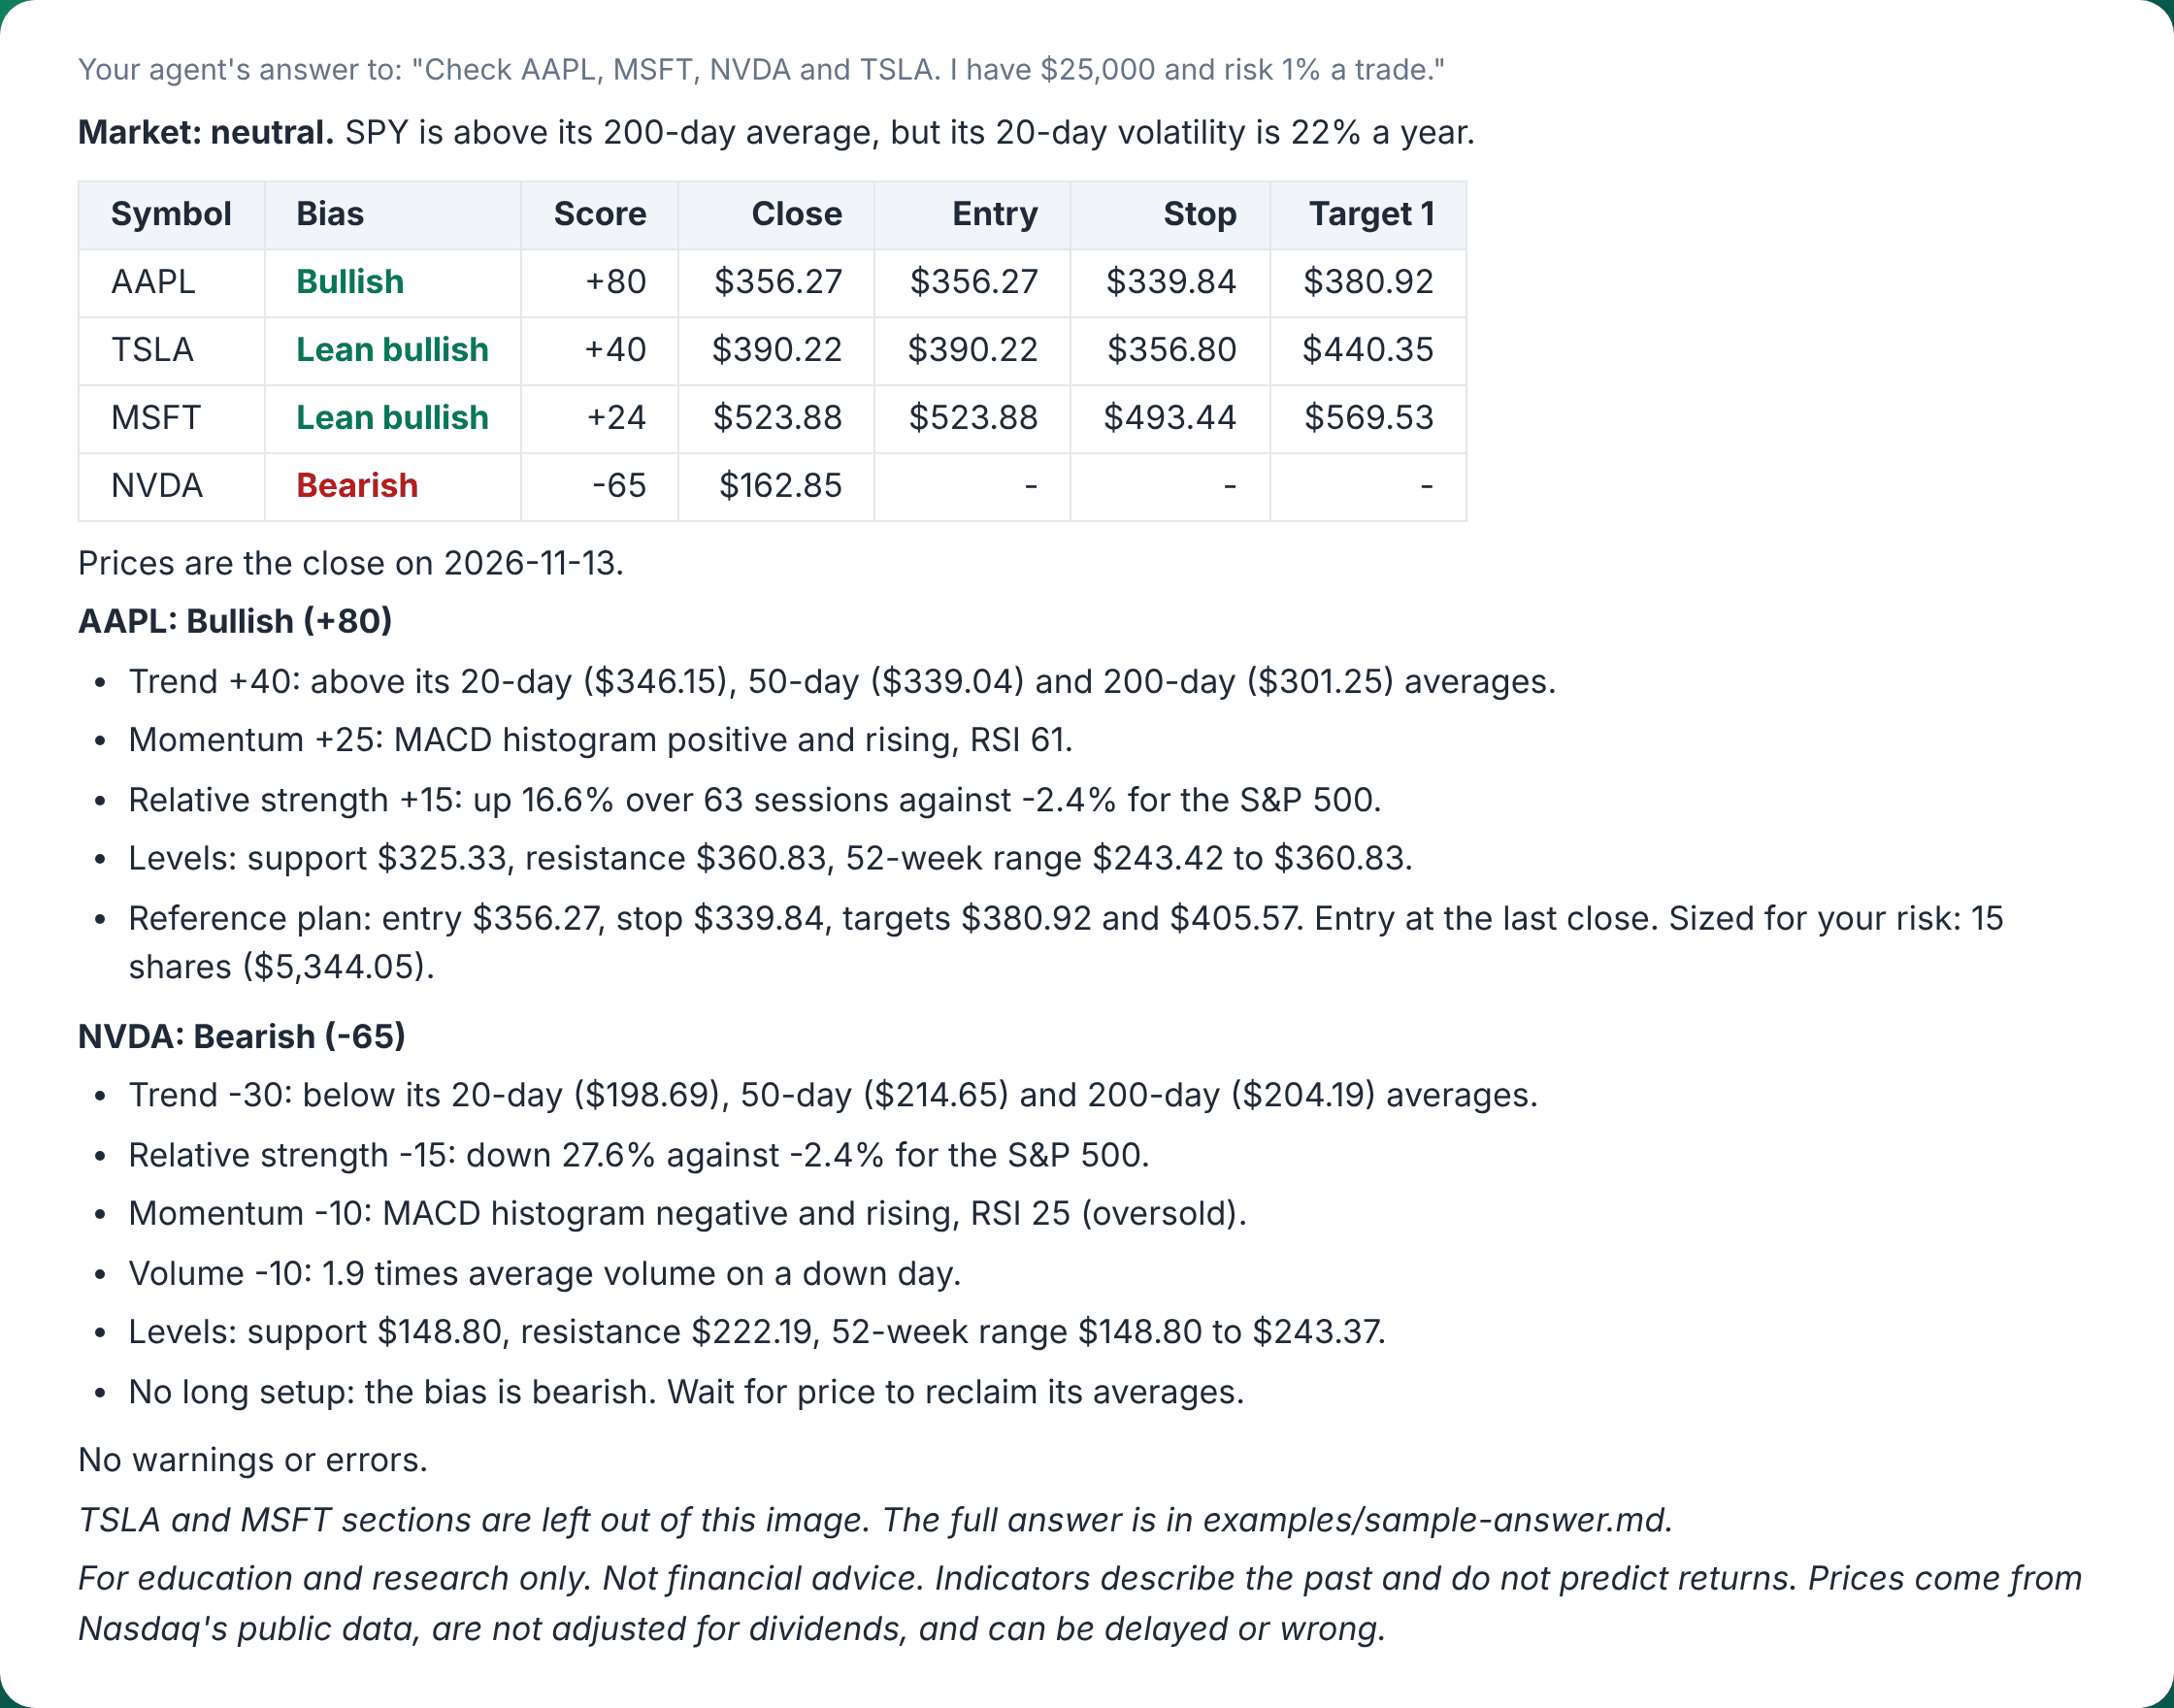 Your agent's answer to: "Check AAPL, MSFT, NVDA and TSLA. I have $25,000 and risk 1% a trade."
Market: neutral. SPY is above its 200-day average, but its 20-day volatility is 22% a year.
Symbol Bias Score Close Entry Stop Target 1
AAPL Bullish +80 $356.27 $356.27 $339.84 $380.92
TSLA Lean bullish +40 $390.22 $390.22 $356.80 $440.35
MSFT Lean bullish +24 $523.88 $523.88 $493.44 $569.53
NVDA Bearish -65 $162.85 - - -
Prices are the close on 2026-11-13.
AAPL: Bullish (+80)
• Trend +40: above its 20-day ($346.15), 50-day ($339.04) and 200-day ($301.25) averages.
• Momentum +25: MACD histogram positive and rising, RSI 61.
• Relative strength +15: up 16.6% over 63 sessions against -2.4% for the S&P 500.
• Levels: support $325.33, resistance $360.83, 52-week range $243.42 to $360.83.
• Reference plan: entry $356.27, stop $339.84, targets $380.92 and $405.57. Entry at the last close. Sized for your risk: 15
shares ($5,344.05).
NVDA: Bearish (-65)
• Trend -30: below its 20-day ($198.69), 50-day ($214.65) and 200-day ($204.19) averages.
• Relative strength -15: down 27.6% against -2.4% for the S&P 500.
• Momentum -10: MACD histogram negative and rising, RSI 25 (oversold).
• Volume -10: 1.9 times average volume on a down day.
• Levels: support $148.80, resistance $222.19, 52-week range $148.80 to $243.37.
• No long setup: the bias is bearish. Wait for price to reclaim its averages.
No warnings or errors.
TSLA and MSFT sections are left out of this image. The full answer is in examples/sample-answer.md.
For education and research only. Not financial advice. Indicators describe the past and do not predict returns. Prices come from
Nasdaq's public data, are not adjusted for dividends, and can be delayed or wrong.